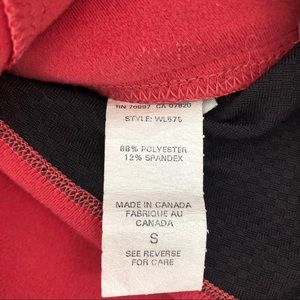 RN 76997 CA 07820
STYLE: WL575
88% POLYESTER
12% SPANDEX
MADE IN CANADA
FABRIQUE AU
CANADA
S
SEE REVERSE
FOR CARE